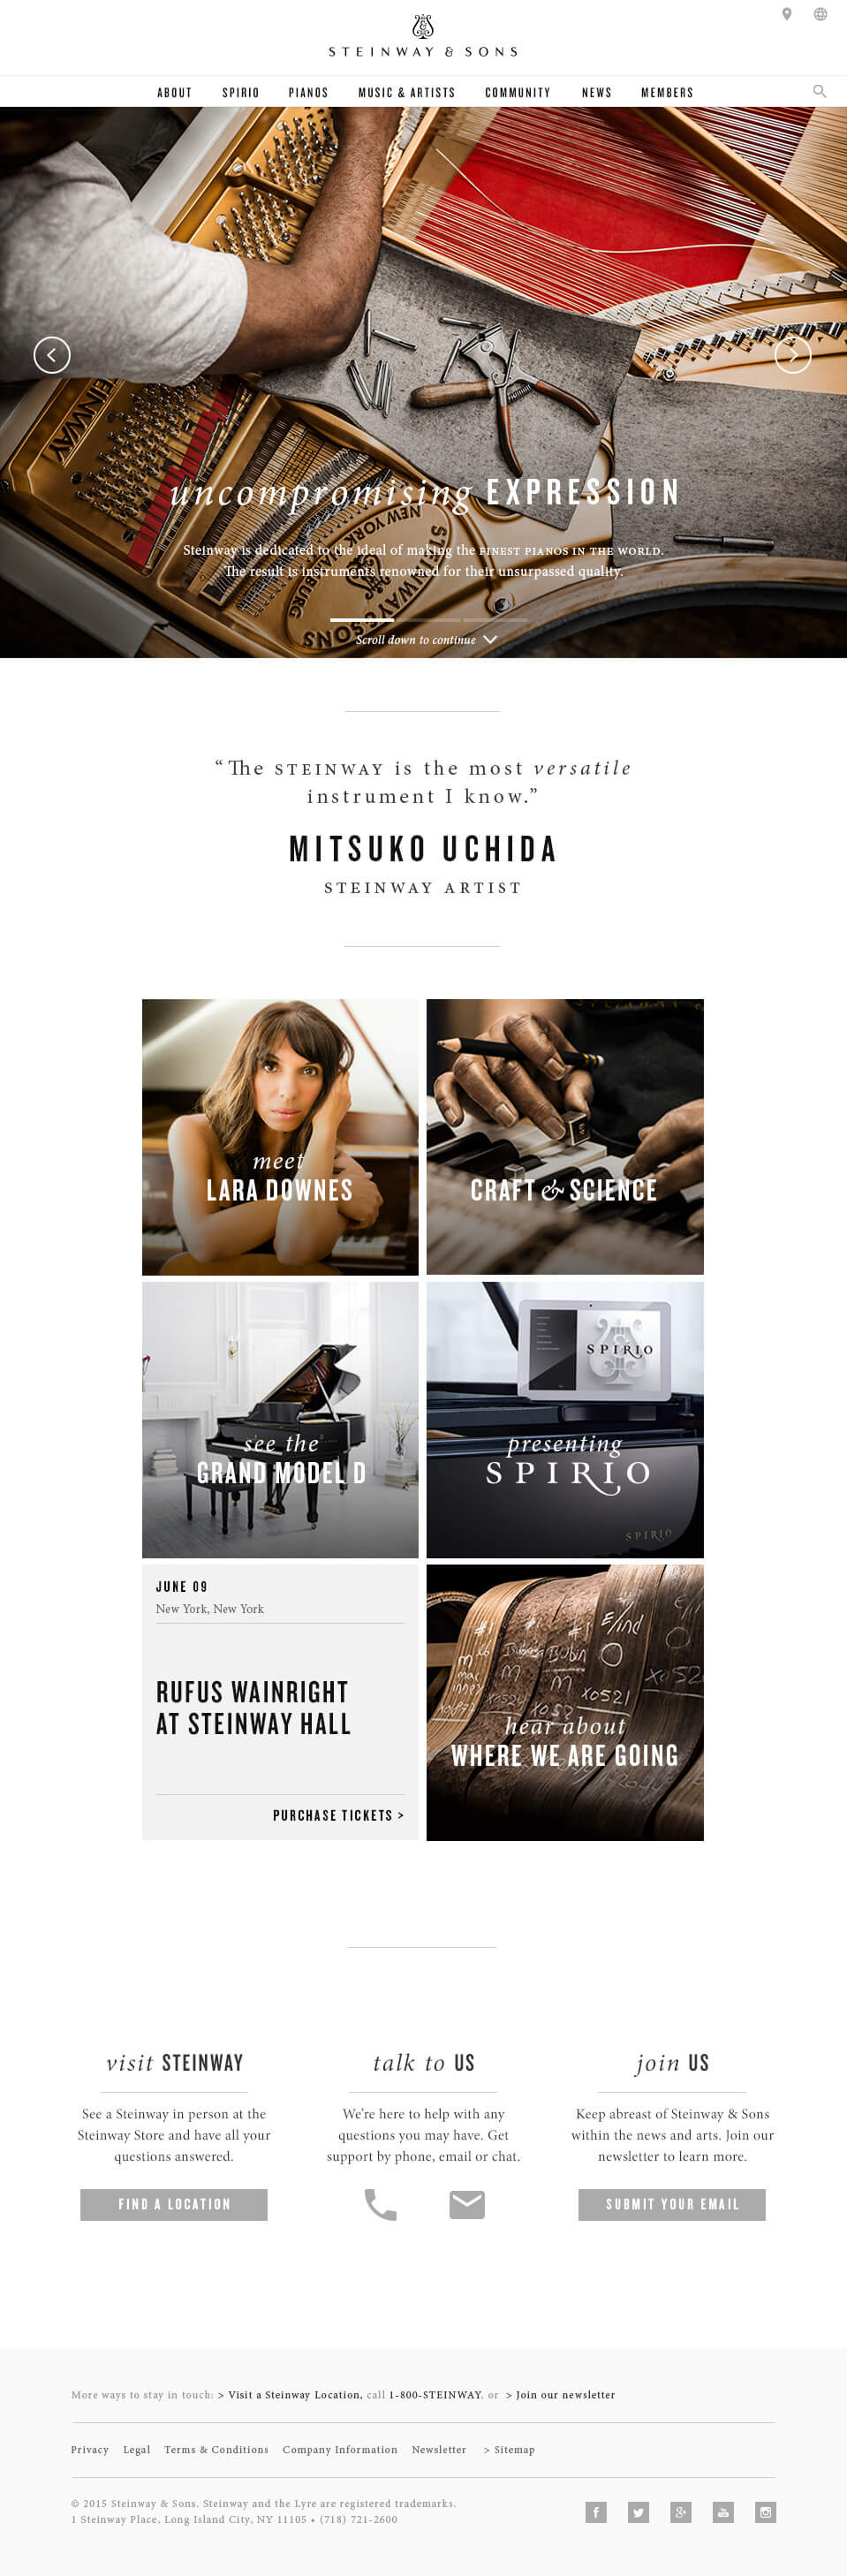 STEINWAY & SONS
ABOUT SPIRIO PIANOS MUSIC & ARTISTS COMMUNITY NEWS MEMBERS
STEINWAY
uncompromising EXPRESSION
NEW YORK
Steinway is dedicated to the ideal of making the FINEST PIANOS IN THE WORLD.
The result is instruments renowned for their unsurpassed quality.
Scroll down to continue
“The STEINWAY is the most versatile
instrument I know.”
MITSUKO UCHIDA
STEINWAY ARTIST
meet
LARA DOWNES
CRAFT & SCIENCE
SPIRIO
see the
GRAND MODEL D
presenting
SPIRIO
SPIRIO
JUNE 09
New York, New York
RUFUS WAINRIGHT
AT STEINWAY HALL
PURCHASE TICKETS >
hear about
WHERE WE ARE GOING
visit STEINWAY
See a Steinway in person at the
Steinway Store and have all your
questions answered.
FIND A LOCATION
talk to US
We’re here to help with any
questions you may have. Get
support by phone, email or chat.
join US
Keep abreast of Steinway & Sons
within the news and arts. Join our
newsletter to learn more.
SUBMIT YOUR EMAIL
More ways to stay in touch: > Visit a Steinway Location, call 1-800-STEINWAY, or > Join our newsletter
Privacy Legal Terms & Conditions Company Information Newsletter > Sitemap
© 2015 Steinway & Sons. Steinway and the Lyre are registered trademarks.
1 Steinway Place, Long Island City, NY 11105 • (718) 721-2600